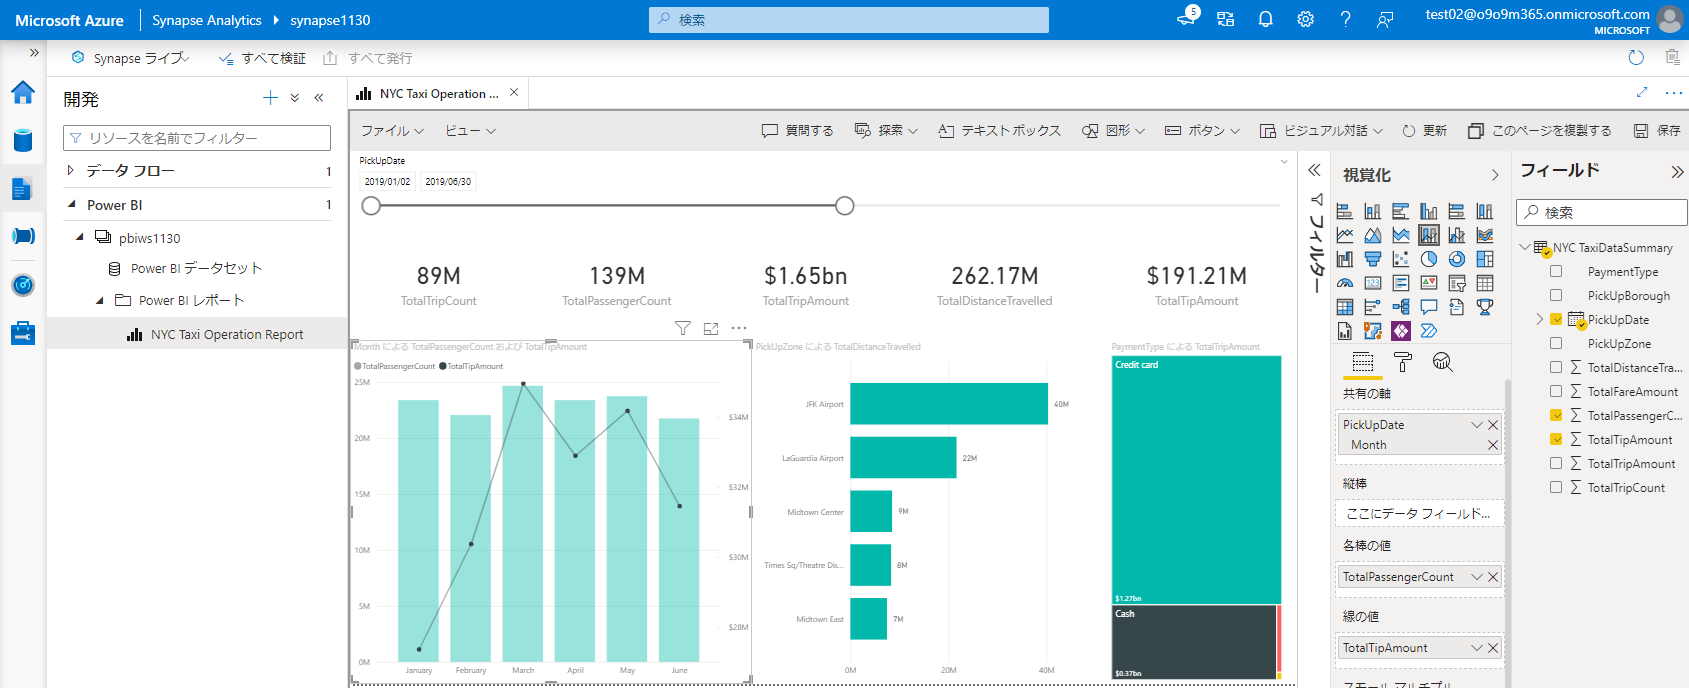 Microsoft Azure
Synapse Analytics
synapse1130
検索
5
test02@o9o9m365.onmicrosoft.com
MICROSOFT
Synapse ライブ
すべて検証
すべて発行
開発
リソースを名前でフィルター
データ フロー 1
Power BI 1
pbiws1130
Power BI データセット
Power BI レポート
NYC Taxi Operation Report
NYC Taxi Operation ...
ファイル
ビュー
質問する
探索
テキスト ボックス
図形
ボタン
ビジュアル対話
更新
このページを複製する
保存
PickUpDate
2019/01/02
2019/06/30
89M
TotalTripCount
139M
TotalPassengerCount
$1.65bn
TotalTripAmount
262.17M
TotalDistanceTravelled
$191.21M
TotalTipAmount
Month による TotalPassengerCount および TotalTipAmount
TotalPassengerCount
TotalTipAmount
25M
20M
15M
10M
5M
0M
$34M
$32M
$30M
$28M
January
February
March
April
May
June
PickUpZone による TotalDistanceTravelled
JFK Airport
40M
LaGuardia Airport
22M
Midtown Center
9M
Times Sq/Theatre Dis...
8M
Midtown East
7M
0M
20M
40M
PaymentType による TotalTripAmount
Credit card
$1.27bn
Cash
$0.37bn
フィルター
視覚化
123
共有の軸
PickUpDate
Month
縦棒
ここにデータ フィールド...
各棒の値
TotalPassengerCount
線の値
TotalTipAmount
スモール マルチプル
フィールド
検索
NYC TaxiDataSummary
PaymentType
PickUpBorough
PickUpDate
PickUpZone
TotalDistanceTra...
TotalFareAmount
TotalPassengerC...
TotalTipAmount
TotalTripAmount
TotalTripCount